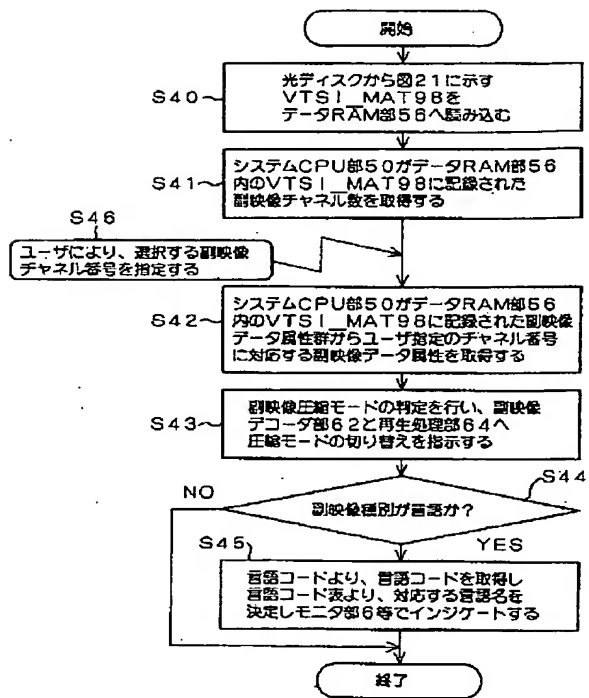 開始
S40
光ディスクから図21に示す
VTSI_MAT98を
データRAM部56へ読み込む
S41
システムCPU部50がデータRAM部56
内のVTSI_MAT98に記録された
副映像チャネル数を取得する
S46
ユーザにより、選択する副映像
チャネル番号を指定する
S42
システムCPU部50がデータRAM部56
内のVTSI_MAT98に記録された副映像
データ属性群からユーザ指定のチャネル番号
に対応する副映像データ属性を取得する
S43
副映像圧縮モードの判定を行い、副映像
デコーダ部62と再生処理部64へ
圧縮モードの切り替えを指示する
S44
NO
副映像種別が言語か？
YES
S45
言語コードより、言語コードを取得し
言語コード表より、対応する言語名を
決定しモニタ部6等でインジケートする
終了